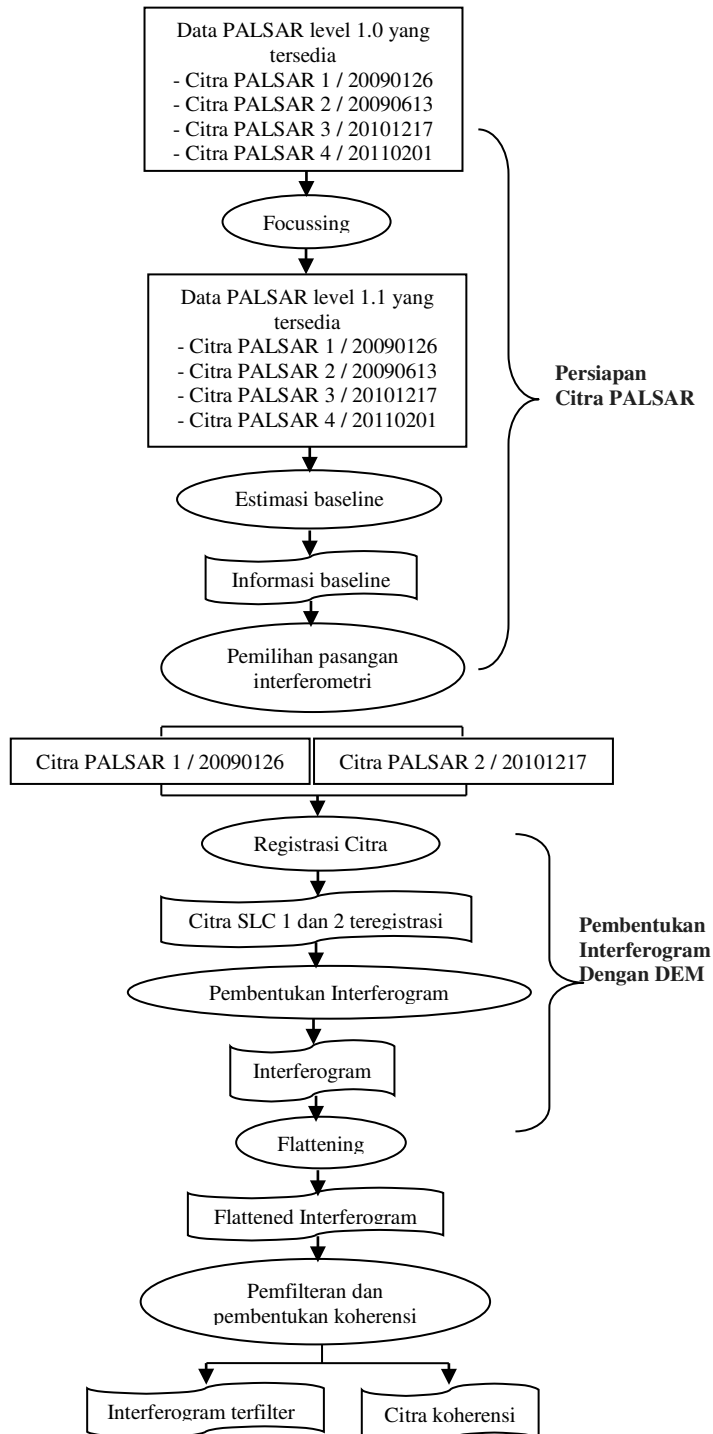 Data PALSAR level 1.0 yang
tersedia
- Citra PALSAR 1 / 20090126
- Citra PALSAR 2 / 20090613
- Citra PALSAR 3 / 20101217
- Citra PALSAR 4 / 20110201
Focussing
Data PALSAR level 1.1 yang
tersedia
- Citra PALSAR 1 / 20090126
- Citra PALSAR 2 / 20090613
- Citra PALSAR 3 / 20101217
- Citra PALSAR 4 / 20110201
Persiapan
Citra PALSAR
Estimasi baseline
Informasi baseline
Pemilihan pasangan
interferometri
Citra PALSAR 1 / 20090126
Citra PALSAR 2 / 20101217
Registrasi Citra
Citra SLC 1 dan 2 teregistrasi
Pembentukan
Interferogram
Dengan DEM
Pembentukan Interferogram
Interferogram
Flattening
Flattened Interferogram
Pemfilteran dan
pembentukan koherensi
Interferogram terfilter
Citra koherensi